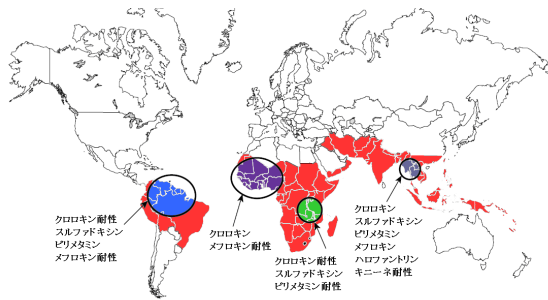 クロロキン耐性
スルファドキシン
ピリメタミン
メフロキン耐性
クロロキン
メフロキン耐性
クロロキン耐性
スルファドキシン
ピリメタミン耐性
クロロキン
スルファドキシン
ピリメタミン
メフロキン
ハロファントリン
キニーネ耐性